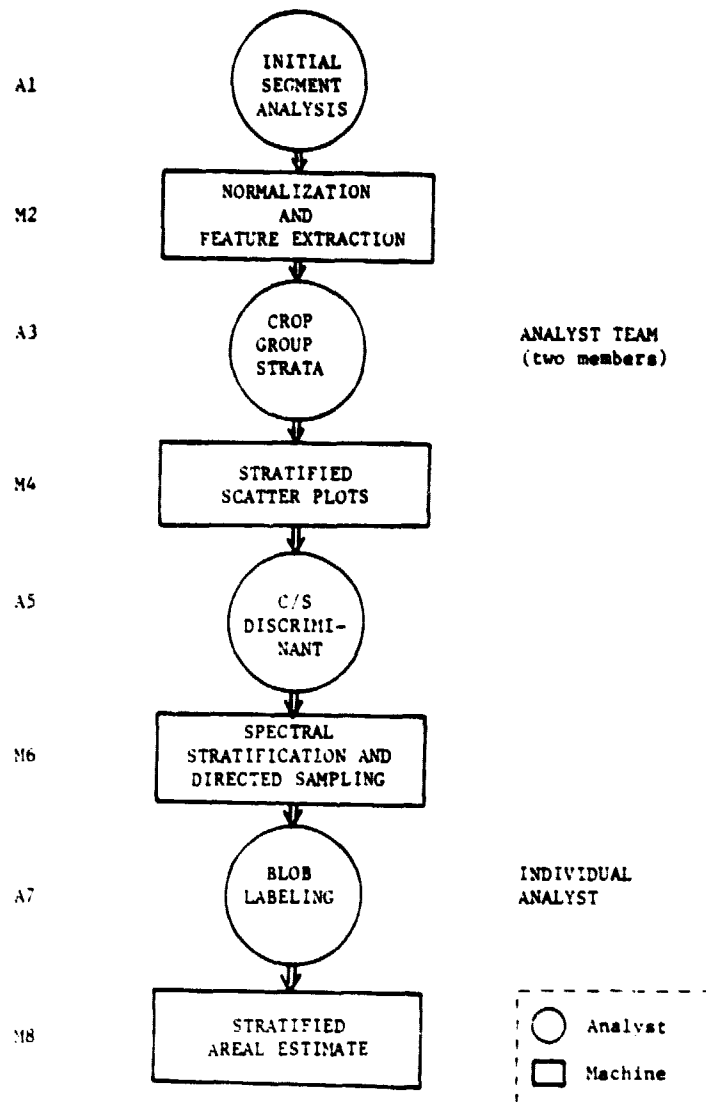 A1
INITIAL
SEGMENT
ANALYSIS
M2
NORMALIZATION
AND
FEATURE EXTRACTION
A3
CROP
GROUP
STRATA
ANALYST TEAM
(two members)
M4
STRATIFIED
SCATTER PLOTS
A5
C/S
DISCRIMI-
NANT
M6
SPECTRAL
STRATIFICATION AND
DIRECTED SAMPLING
A7
BLOB
LABELING
INDIVIDUAL
ANALYST
M8
STRATIFIED
AREAL ESTIMATE
Analyst
Machine